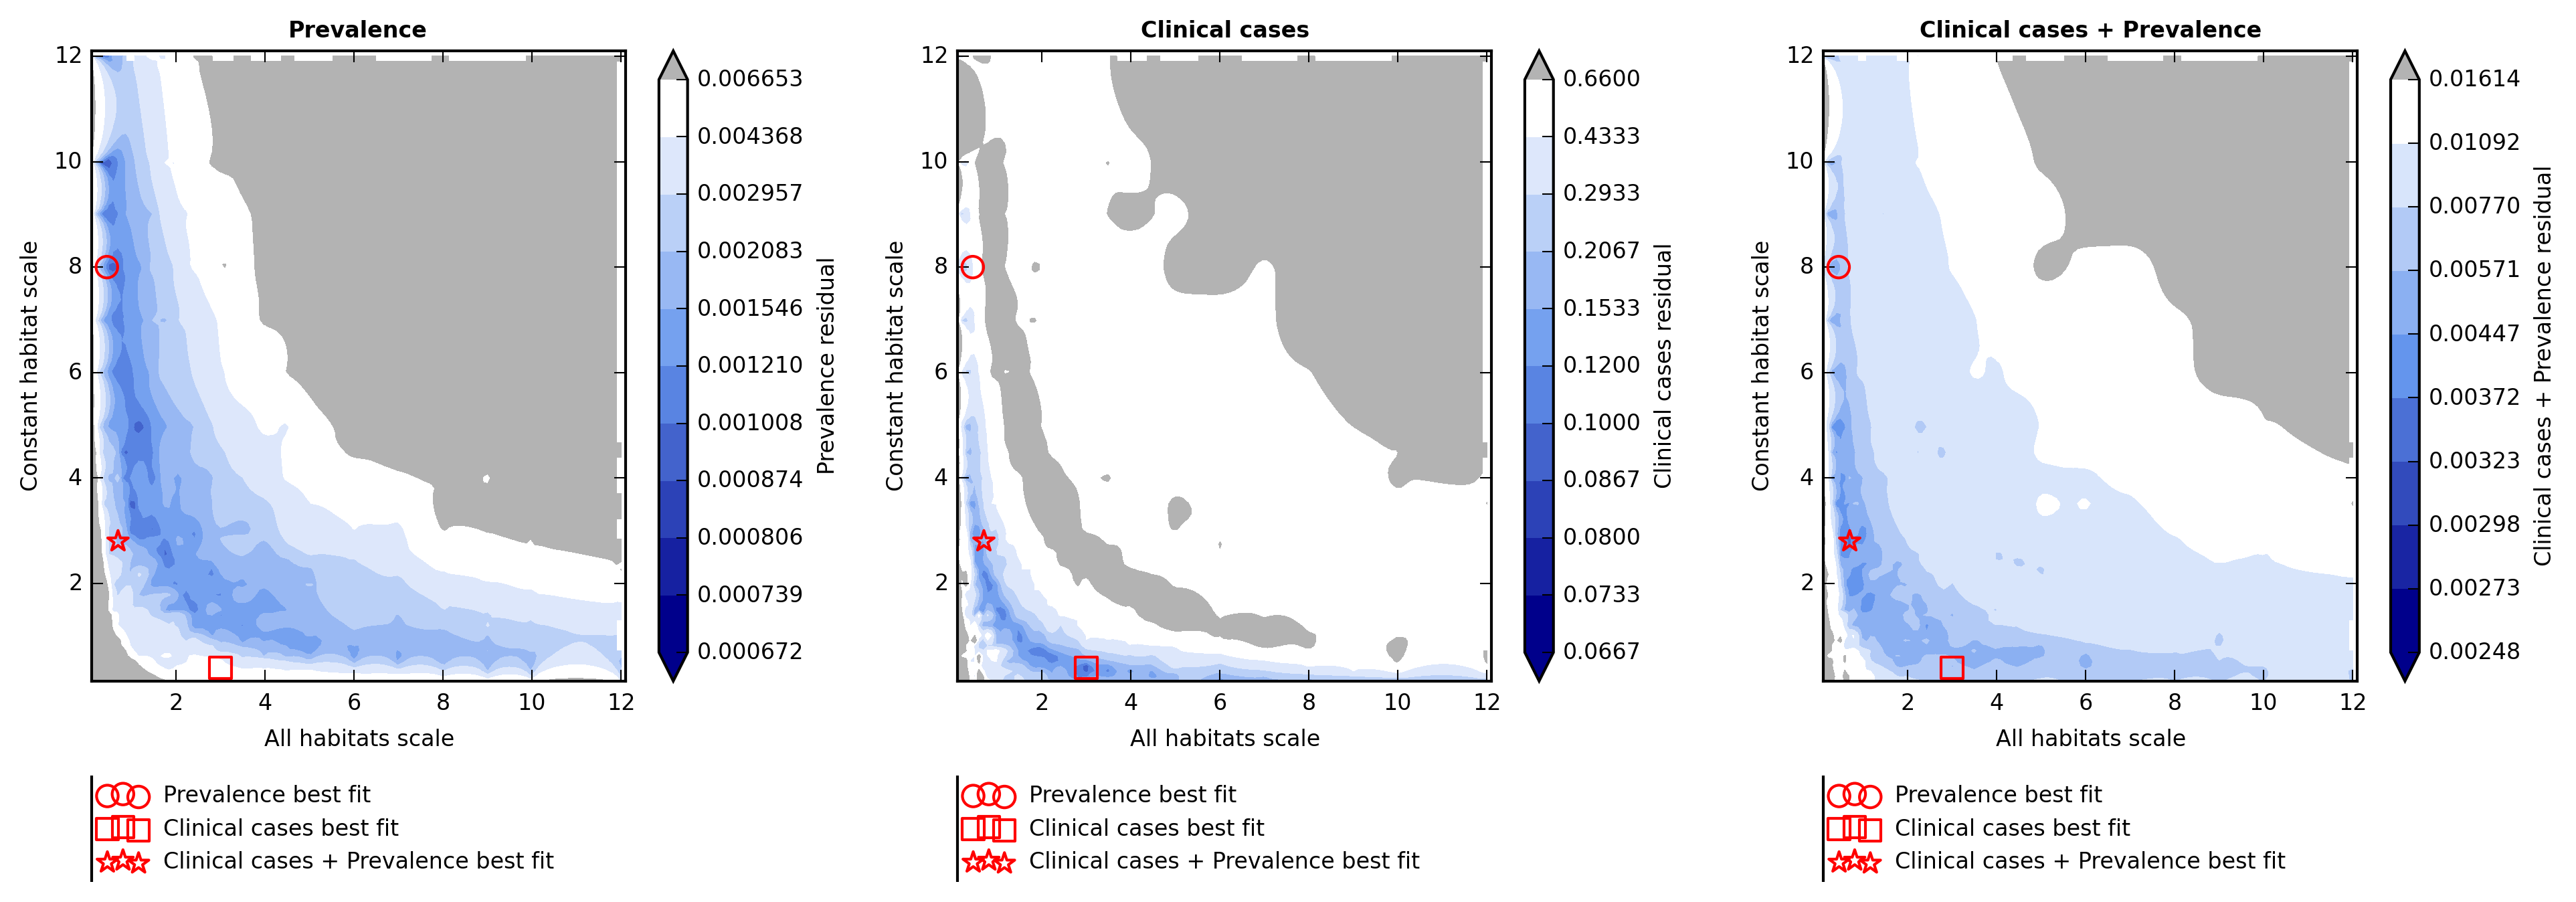 Prevalence
12
10
8
6
4
2
2 4 6 8 10 12
Constant habitat scale
All habitats scale
0.006653
0.004368
0.002957
0.002083
0.001546
0.001210
0.001008
0.000874
0.000806
0.000739
0.000672
Prevalence residual
Prevalence best fit
Clinical cases best fit
Clinical cases + Prevalence best fit
Clinical cases
12
10
8
6
4
2
2 4 6 8 10 12
Constant habitat scale
All habitats scale
0.6600
0.4333
0.2933
0.2067
0.1533
0.1200
0.1000
0.0867
0.0800
0.0733
0.0667
Clinical cases residual
Prevalence best fit
Clinical cases best fit
Clinical cases + Prevalence best fit
Clinical cases + Prevalence
12
10
8
6
4
2
2 4 6 8 10 12
Constant habitat scale
All habitats scale
0.01614
0.01092
0.00770
0.00571
0.00447
0.00372
0.00323
0.00298
0.00273
0.00248
Clinical cases + Prevalence residual
Prevalence best fit
Clinical cases best fit
Clinical cases + Prevalence best fit